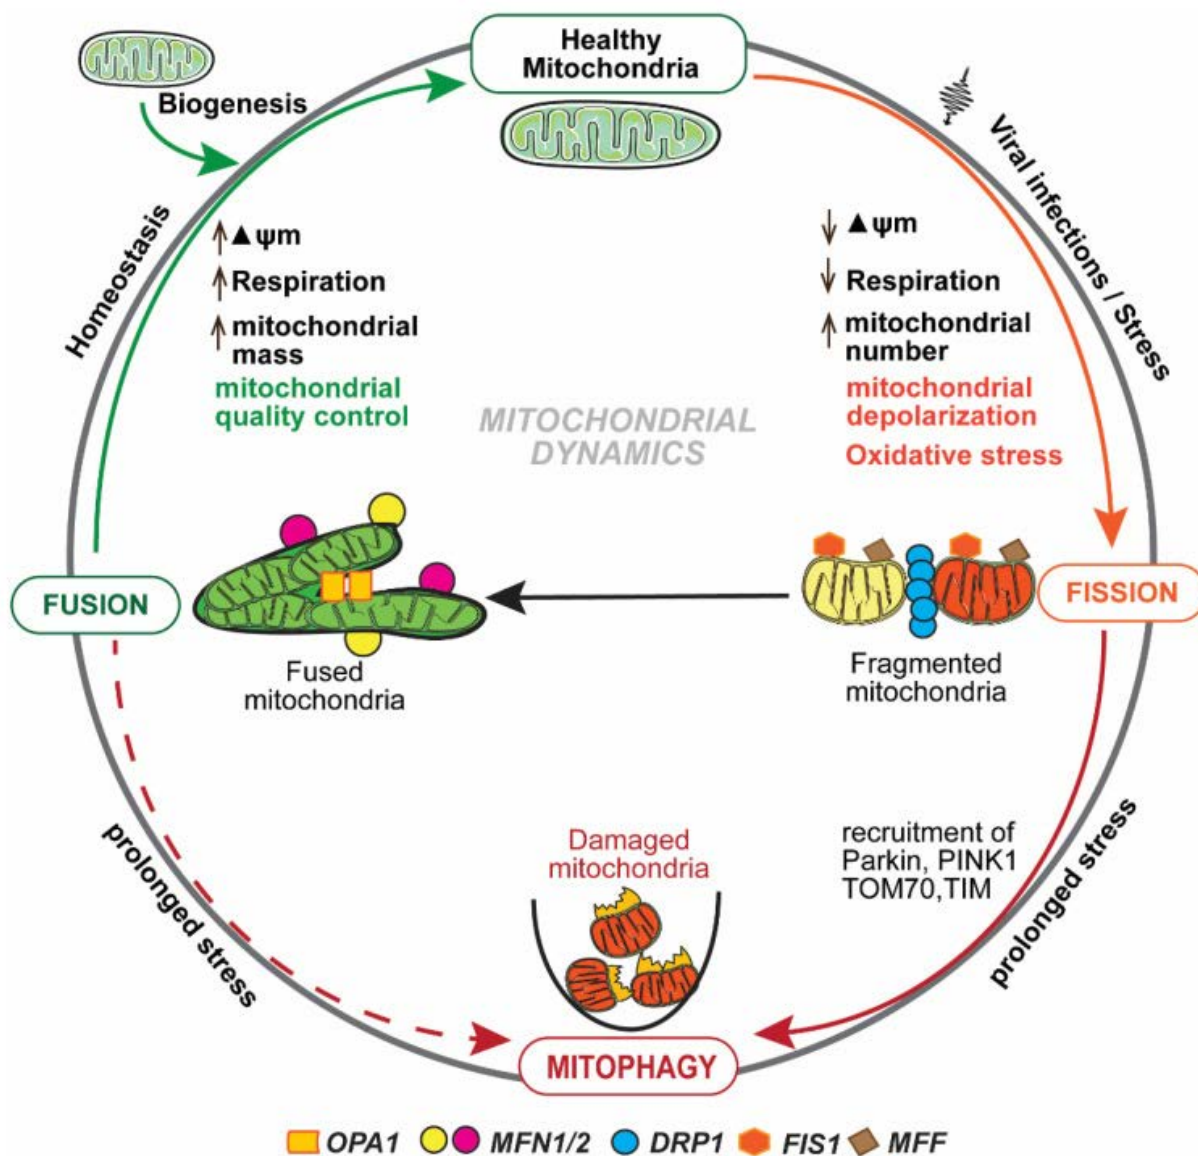 Healthy
Mitochondria
Biogenesis
Homeostasis
Viral infections / Stress
▲ ψm
Respiration
mitochondrial
mass
mitochondrial
quality control
▲ ψm
Respiration
mitochondrial
number
mitochondrial
depolarization
Oxidative stress
MITOCHONDRIAL
DYNAMICS
FUSION
FISSION
Fused
mitochondria
Fragmented
mitochondria
prolonged stress
Damaged
mitochondria
recruitment of
Parkin, PINK1
TOM70,TIM
prolonged stress
MITOPHAGY
OPA1 MFN1/2 DRP1 FIS1 MFF